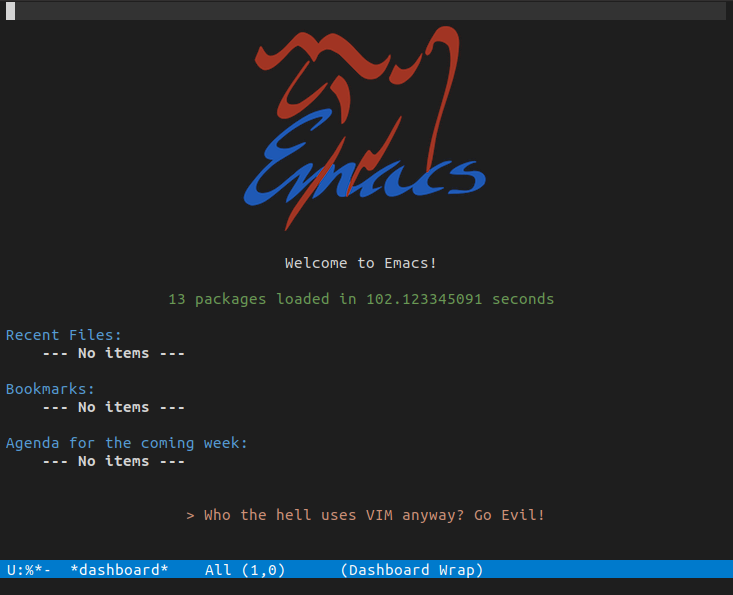 Emacs
Welcome to Emacs!
13 packages loaded in 102.123345091 seconds
Recent Files:
--- No items ---
Bookmarks:
--- No items ---
Agenda for the coming week:
--- No items ---
> Who the hell uses VIM anyway? Go Evil!
U:%*-  *dashboard*    All (1,0)      (Dashboard Wrap)